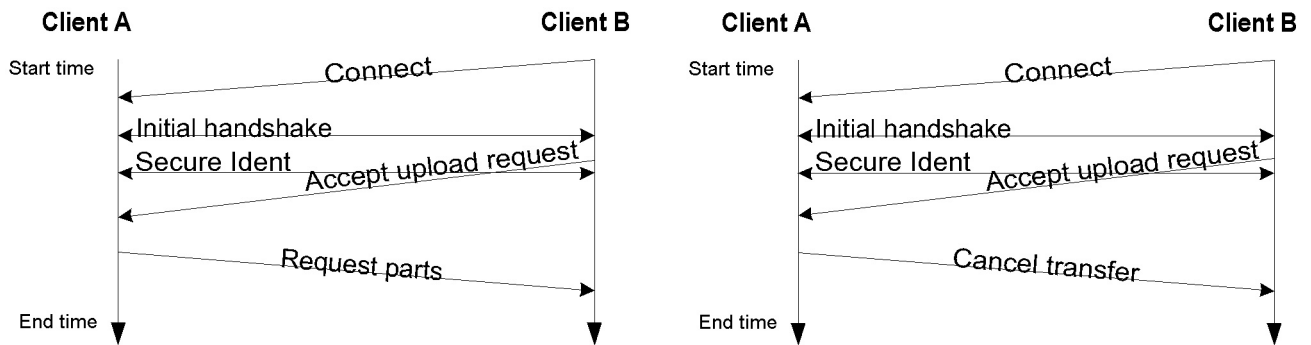 Client A
Client B
Start time
Connect
Initial handshake
Secure Ident
Accept upload request
Request parts
End time
Client A
Client B
Start time
Connect
Initial handshake
Secure Ident
Accept upload request
Cancel transfer
End time